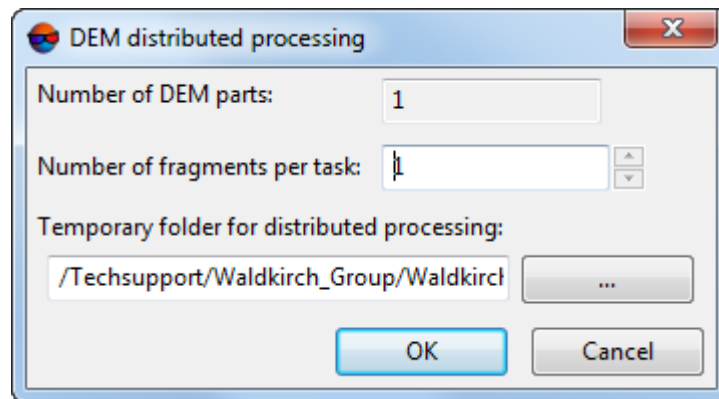 DEM distributed processing
Number of DEM parts: 1
Number of fragments per task: 1
Temporary folder for distributed processing:
/Techsupport/Waldkirch_Group/Waldkirch ...
OK Cancel